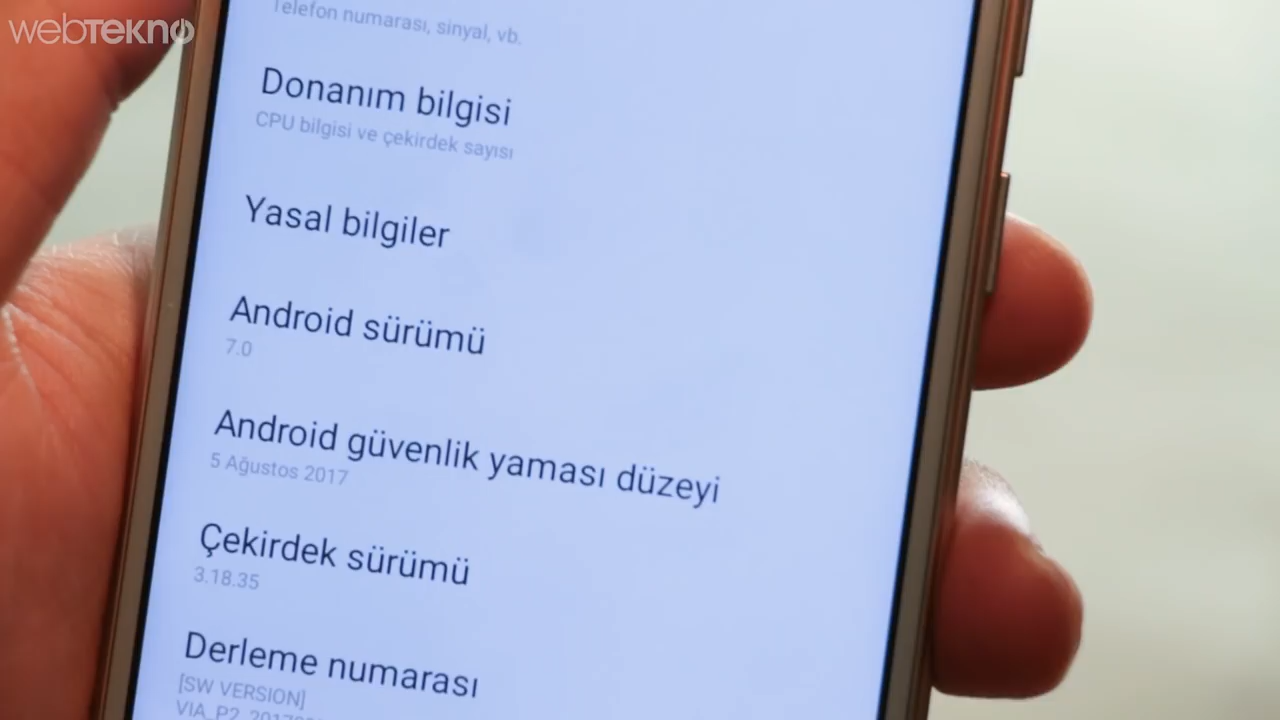 webtekno
Telefon numarası, sinyal, vb.
Donanım bilgisi
CPU bilgisi ve çekirdek sayısı
Yasal bilgiler
Android sürümü
7.0
Android güvenlik yaması düzeyi
5 Ağustos 2017
Çekirdek sürümü
3.18.35
Derleme numarası
[SW VERSION]